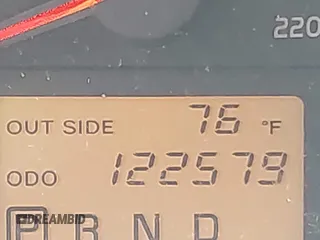 220
OUT SIDE 76 °F
ODO 122579
P R N D
DREAMBID